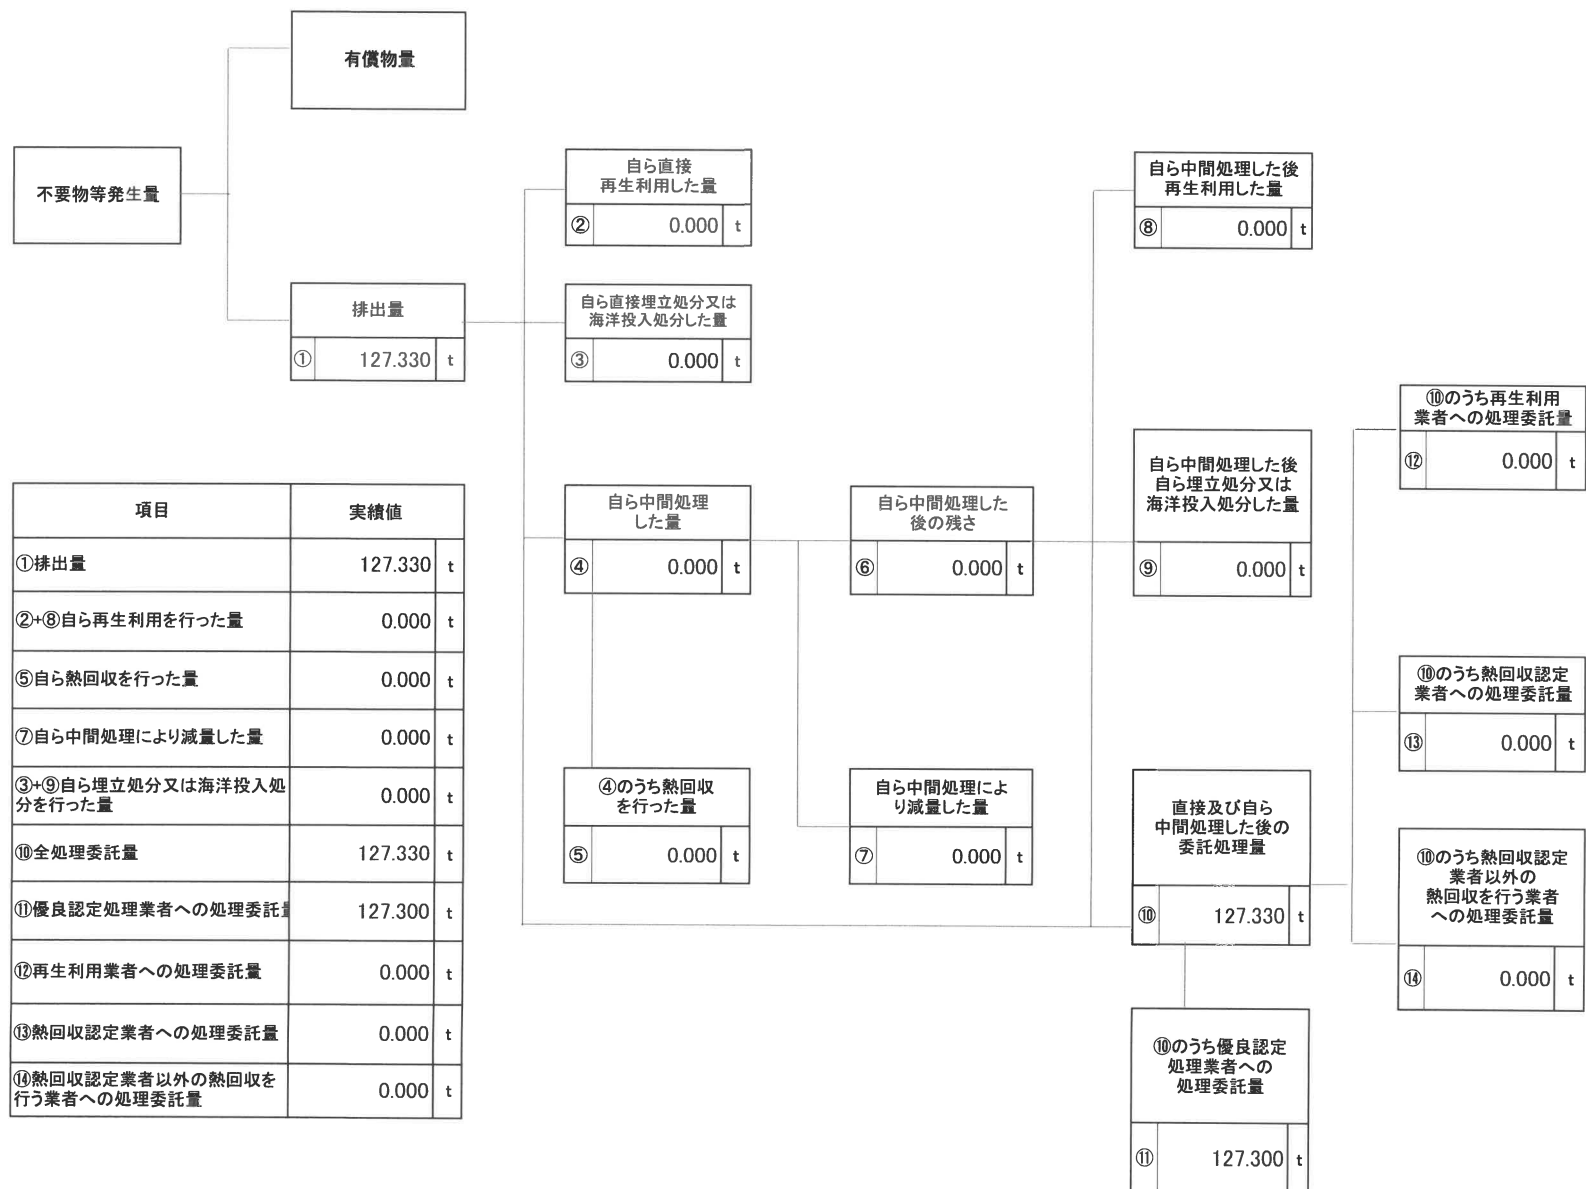 有償物量
不要物等発生量
排出量
① 127.330 t
自ら直接
再生利用した量
② 0.000 t
自ら直接埋立処分又は
海洋投入処分した量
③ 0.000 t
自ら中間処理
した量
④ 0.000 t
④のうち熱回収
を行った量
⑤ 0.000 t
自ら中間処理した
後の残さ
⑥ 0.000 t
自ら中間処理によ
り減量した量
⑦ 0.000 t
自ら中間処理した後
再生利用した量
⑧ 0.000 t
自ら中間処理した後
自ら埋立処分又は
海洋投入処分した量
⑨ 0.000 t
直接及び自ら
中間処理した後の
委託処理量
⑩ 127.330 t
⑩のうち優良認定
処理業者への
処理委託量
⑪ 127.300 t
⑩のうち再生利用
業者への処理委託量
⑫ 0.000 t
⑩のうち熱回収認定
業者への処理委託量
⑬ 0.000 t
⑩のうち熱回収認定
業者以外の
熱回収を行う業者
への処理委託量
⑭ 0.000 t
項目 実績値
①排出量 127.330 t
②+⑧自ら再生利用を行った量 0.000 t
⑤自ら熱回収を行った量 0.000 t
⑦自ら中間処理により減量した量 0.000 t
③+⑨自ら埋立処分又は海洋投入処
分を行った量 0.000 t
⑩全処理委託量 127.330 t
⑪優良認定処理業者への処理委託量 127.300 t
⑫再生利用業者への処理委託量 0.000 t
⑬熱回収認定業者への処理委託量 0.000 t
⑭熱回収認定業者以外の熱回収を
行う業者への処理委託量 0.000 t